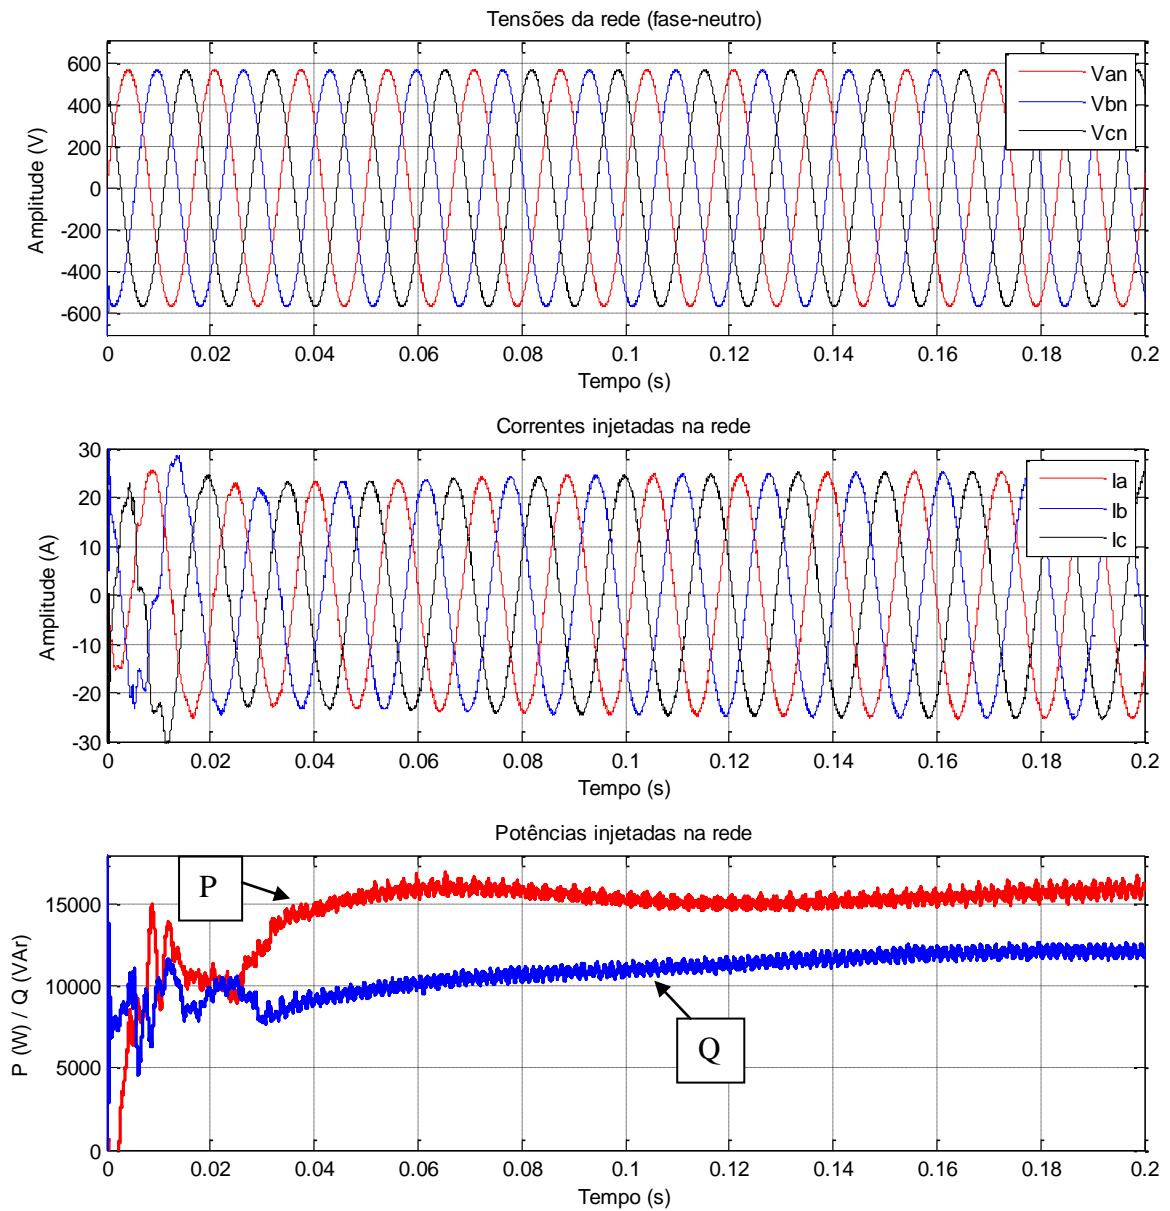 Tensões da rede (fase-neutro)
Amplitude (V)
600
400
200
0
-200
-400
-600
Van
Vbn
Vcn
0 0.02 0.04 0.06 0.08 0.1 0.12 0.14 0.16 0.18 0.2
Tempo (s)
Correntes injetadas na rede
Amplitude (A)
30
20
10
0
-10
-20
-30
Ia
Ib
Ic
0 0.02 0.04 0.06 0.08 0.1 0.12 0.14 0.16 0.18 0.2
Tempo (s)
Potências injetadas na rede
P (W) / Q (VAr)
15000
10000
5000
0
P
Q
0 0.02 0.04 0.06 0.08 0.1 0.12 0.14 0.16 0.18 0.2
Tempo (s)